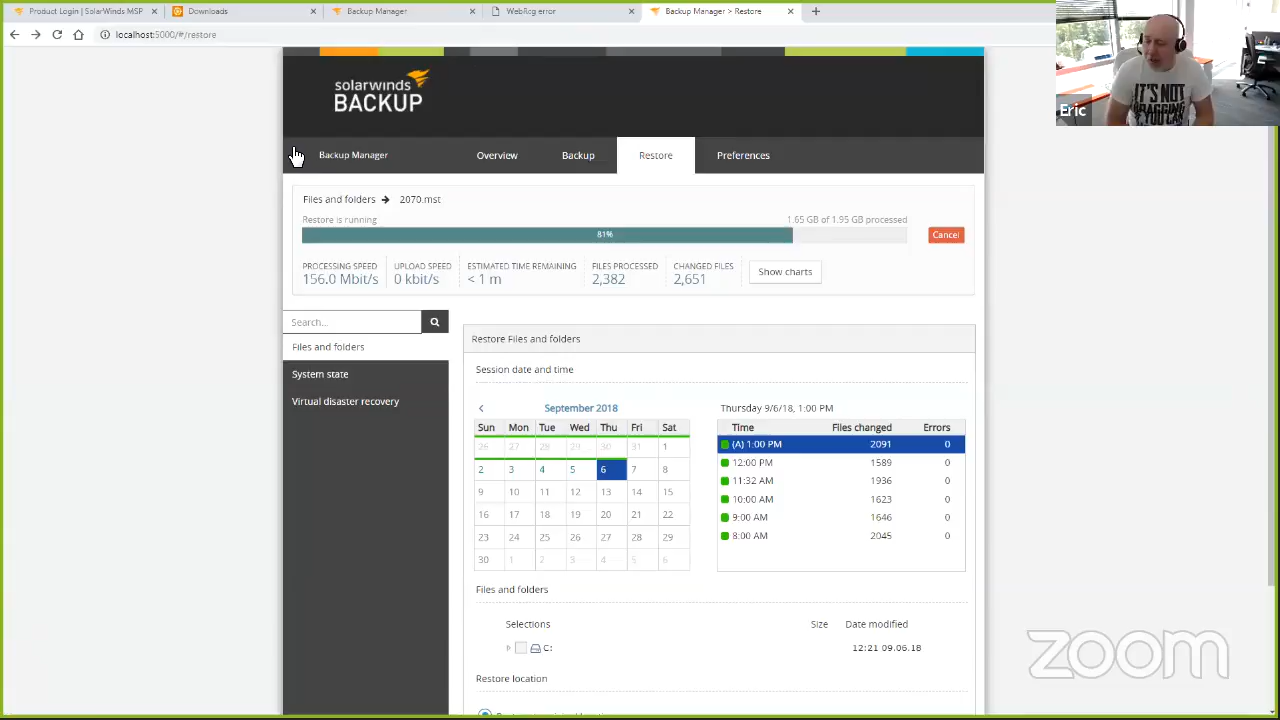 Product Login | SolarWinds MSP
Downloads
Backup Manager
Backup Manager > Restore
localhost:5000/#/restore
Eric
IT'S NOT
solarwinds
BACKUP
Backup Manager
Overview
Backup
Restore
Preferences
Files and folders → 2070.mst
Restore is running
1.65 GB of 1.95 GB processed
81%
Cancel
PROCESSING SPEED
156.0 Mbit/s
UPLOAD SPEED
0 kbit/s
ESTIMATED TIME REMAINING
< 1 m
FILES PROCESSED
2,382
CHANGED FILES
2,651
Show charts
Search...
Files and folders
System state
Virtual disaster recovery
Restore Files and folders
Session date and time
September 2018
Sun Mon Tue Wed Thu Fri Sat
26 27 28 29 30 31 1
2 3 4 5 6 7 8
9 10 11 12 13 14 15
16 17 18 19 20 21 22
23 24 25 26 27 28 29
30 1 2 3 4 5 6
Thursday 9/6/18, 1:00 PM
Time Files changed Errors
(A) 1:00 PM 2091 0
12:00 PM 1589 0
11:32 AM 1936 0
10:00 AM 1623 0
9:00 AM 1646 0
8:00 AM 2045 0
Files and folders
Selections Size Date modified
C: 12:21 09.06.18
Restore location
zoom